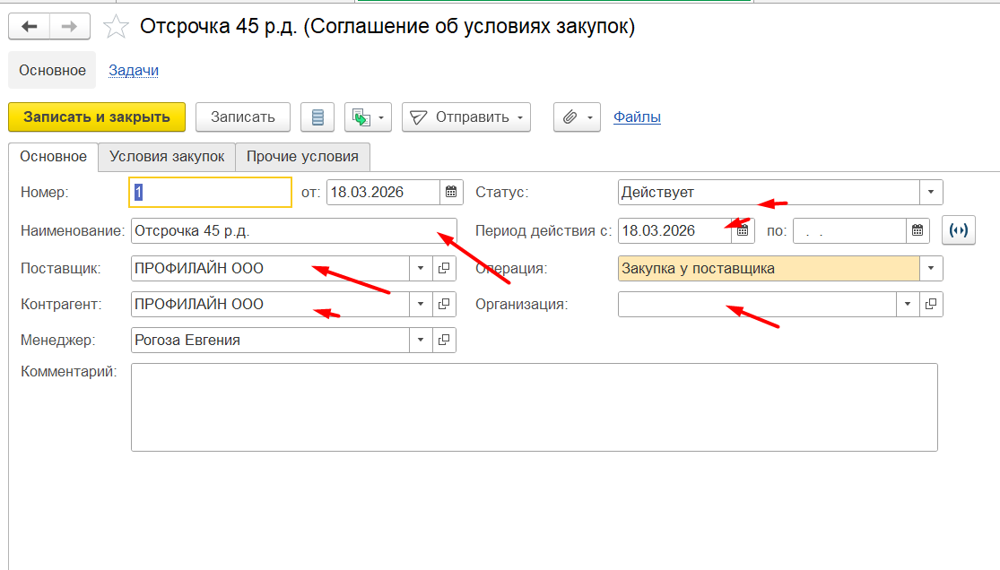 Отсрочка 45 р.д. (Соглашение об условиях закупок)
Основное Задачи
Записать и закрыть Записать Отправить Файлы
Основное Условия закупок Прочие условия
Номер: 1 от: 18.03.2026 Статус: Действует
Наименование: Отсрочка 45 р.д. Период действия с: 18.03.2026 по: . .
Поставщик: ПРОФИЛАЙН ООО Операция: Закупка у поставщика
Контрагент: ПРОФИЛАЙН ООО Организация:
Менеджер: Рогоза Евгения
Комментарий: